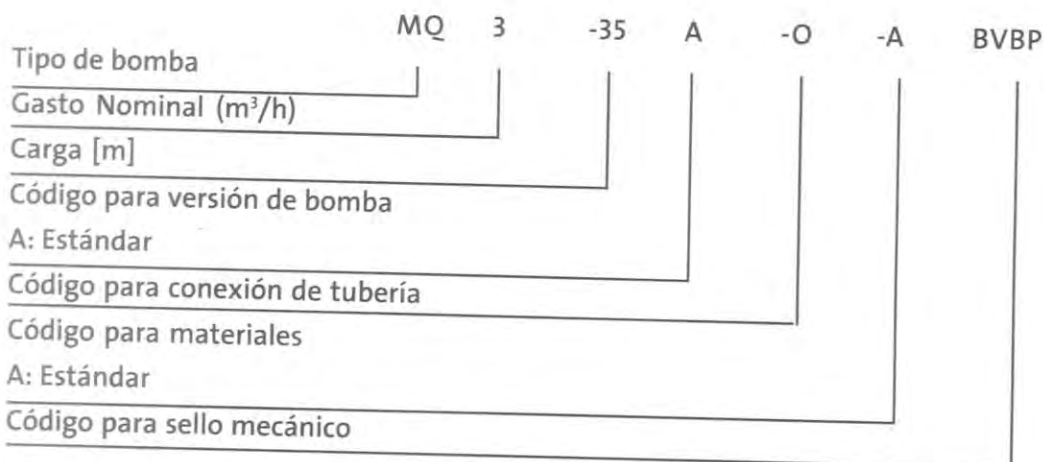 MQ 3 -35 A -O -A BVBP
Tipo de bomba
Gasto Nominal (m³/h)
Carga [m]
Código para versión de bomba
A: Estándar
Código para conexión de tubería
Código para materiales
A: Estándar
Código para sello mecánico